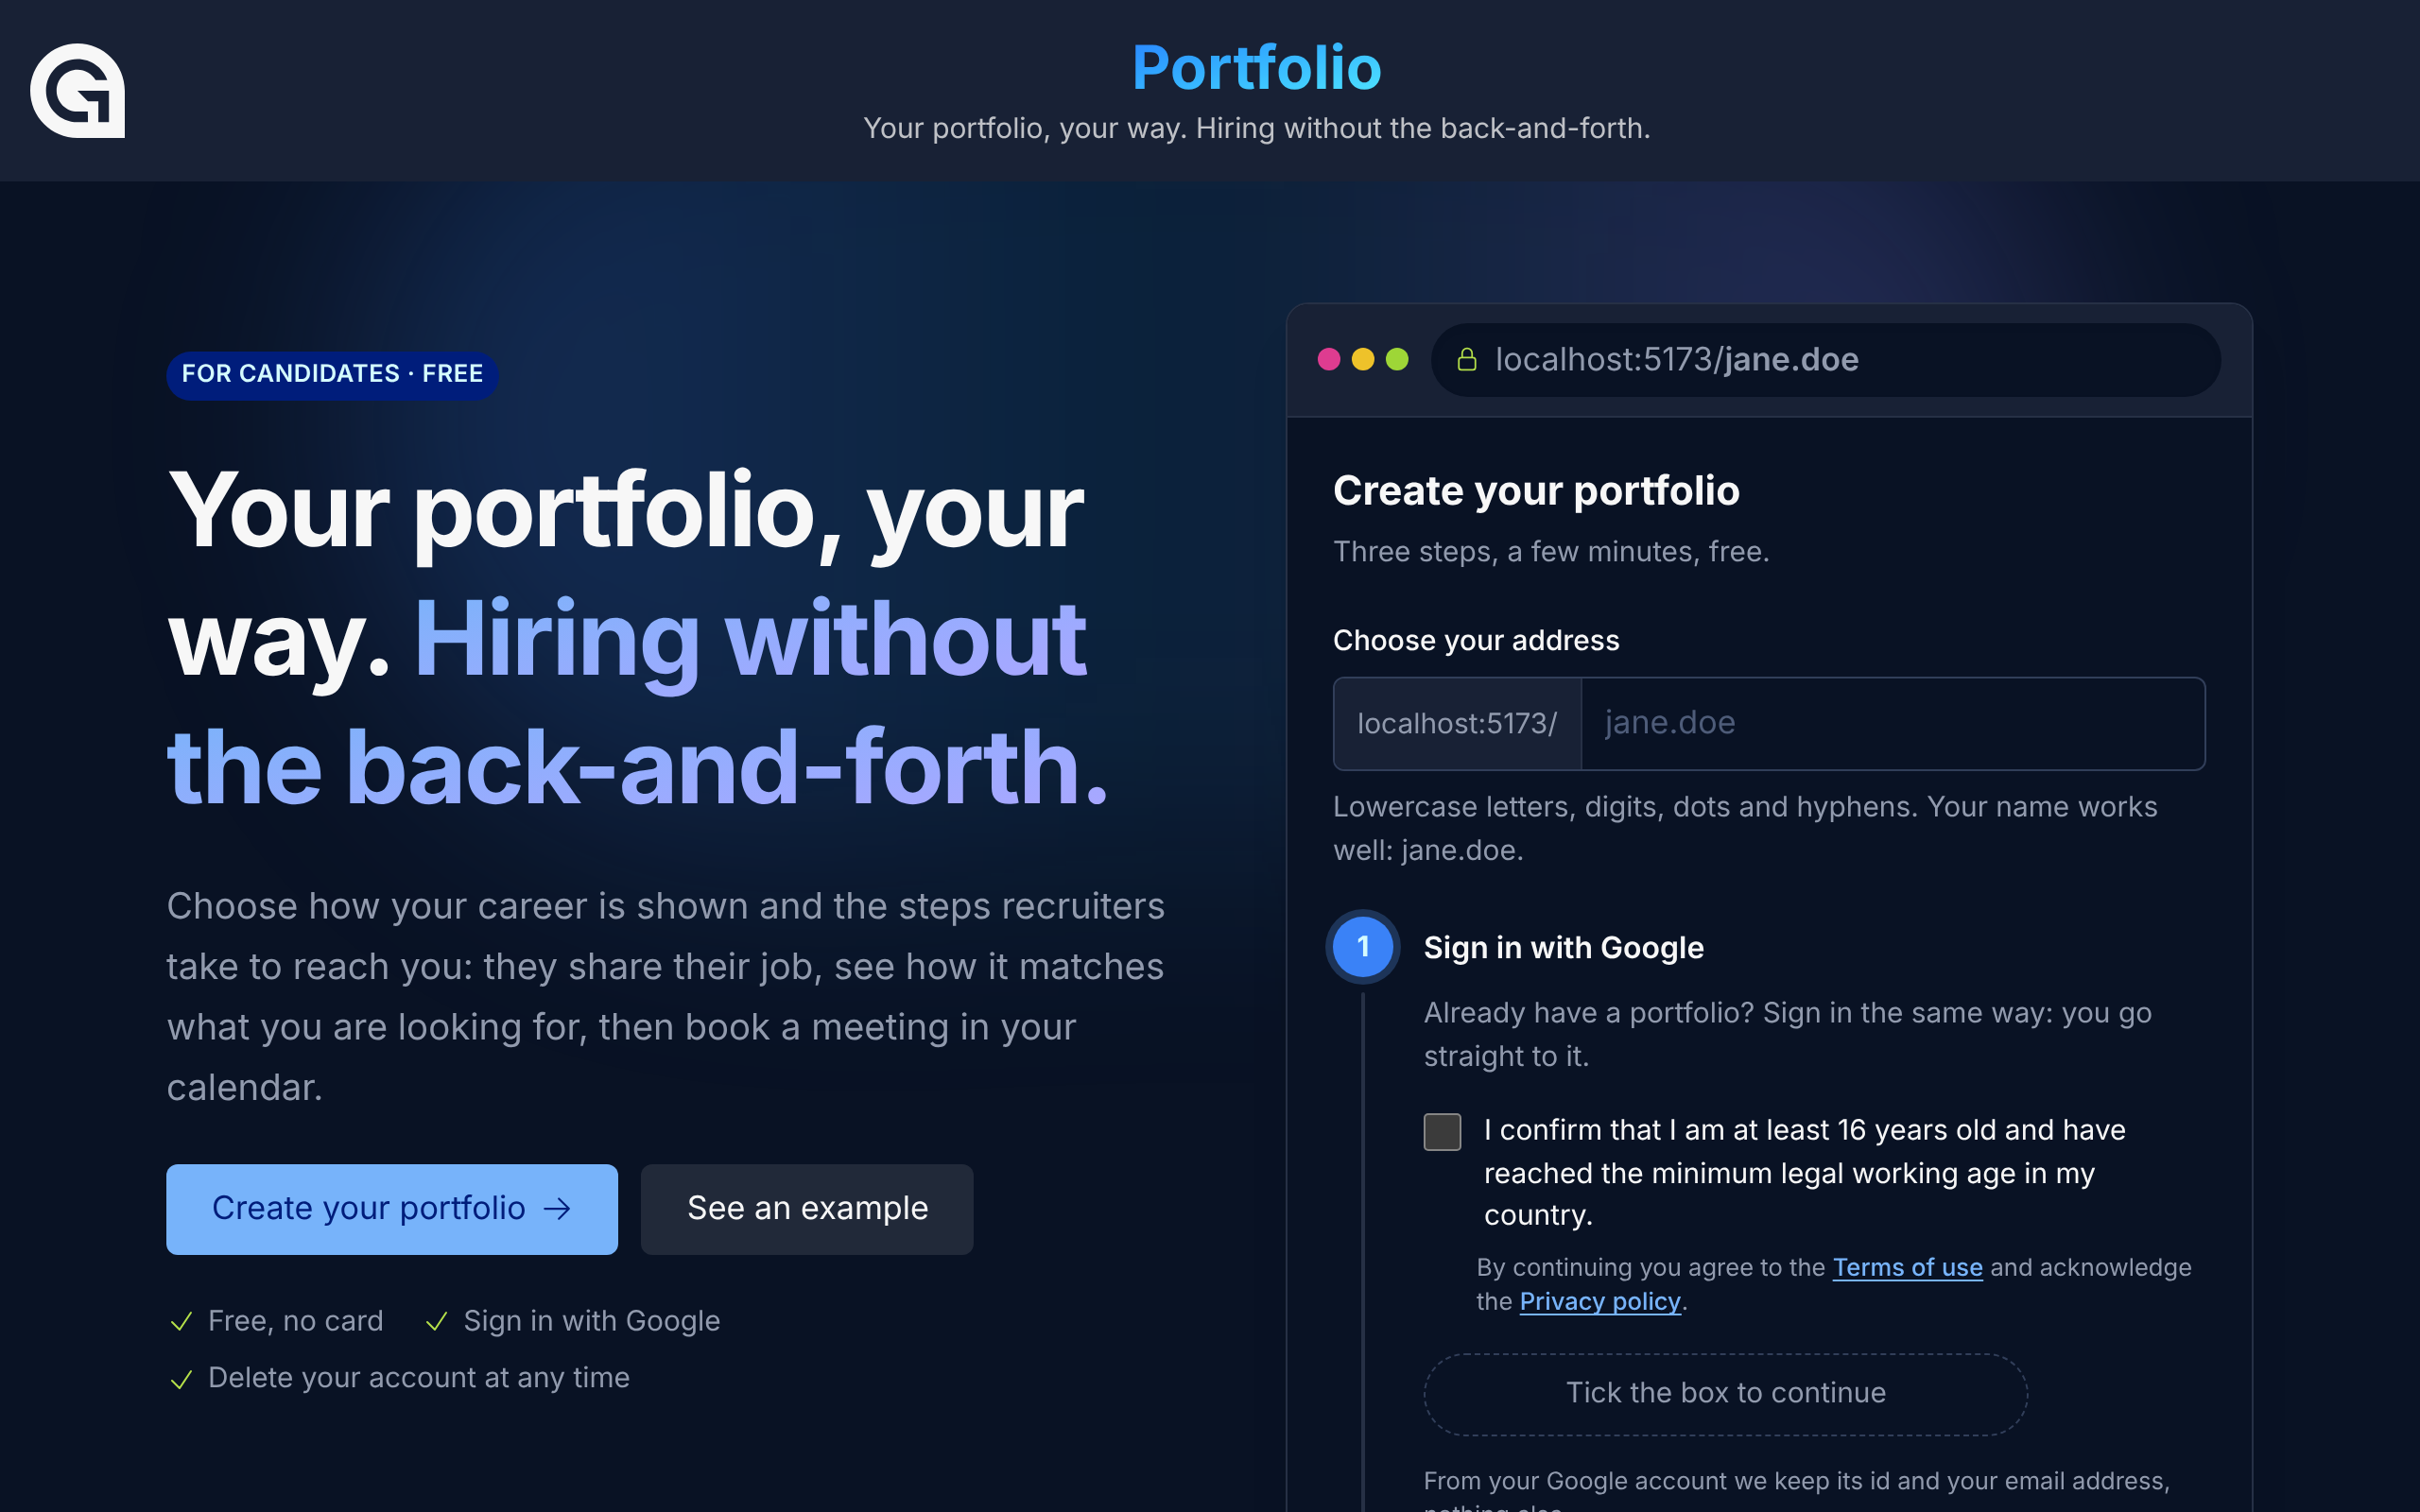 Portfolio
Your portfolio, your way. Hiring without the back-and-forth.
FOR CANDIDATES · FREE
Your portfolio, your
way. Hiring without
the back-and-forth.
Choose how your career is shown and the steps recruiters
take to reach you: they share their job, see how it matches
what you are looking for, then book a meeting in your
calendar.
Create your portfolio →
See an example
Free, no card
Sign in with Google
Delete your account at any time
localhost:5173/jane.doe
Create your portfolio
Three steps, a few minutes, free.
Choose your address
localhost:5173/
jane.doe
Lowercase letters, digits, dots and hyphens. Your name works
well: jane.doe.
1
Sign in with Google
Already have a portfolio? Sign in the same way: you go
straight to it.
I confirm that I am at least 16 years old and have
reached the minimum legal working age in my
country.
By continuing you agree to the Terms of use and acknowledge
the Privacy policy.
Tick the box to continue
From your Google account we keep its id and your email address,